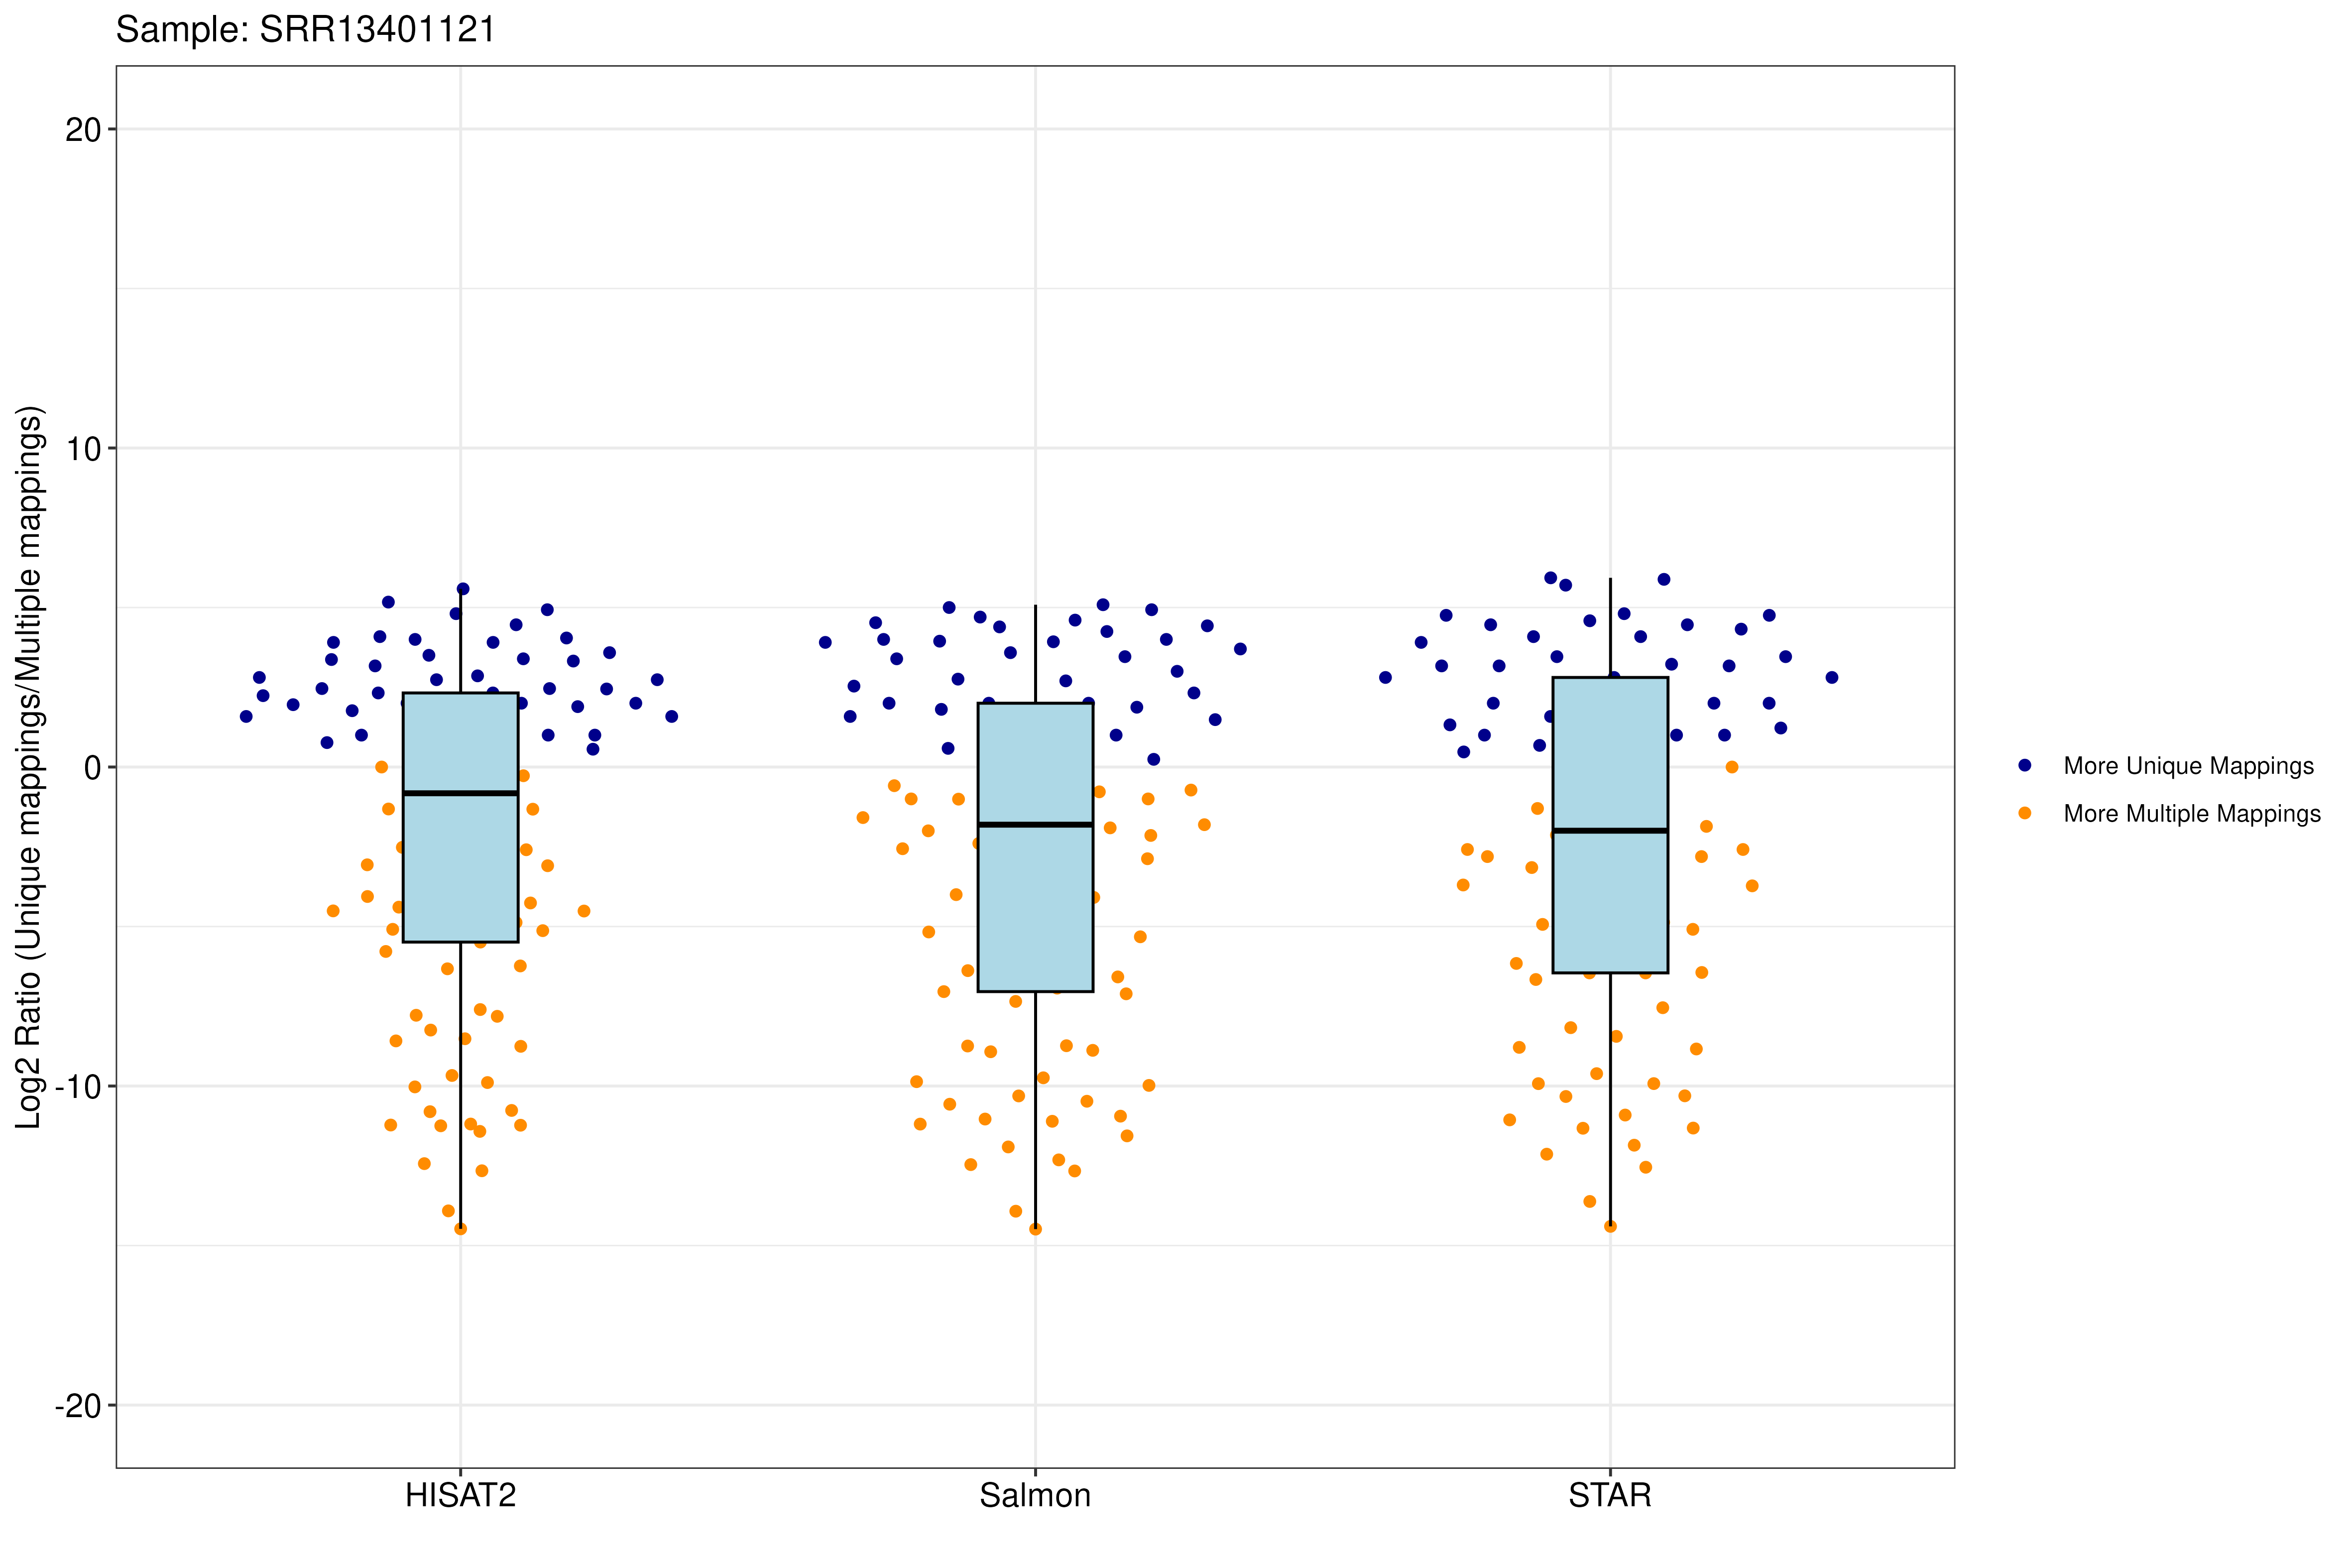 Sample: SRR13401121
Log2 Ratio (Unique mappings/Multiple mappings)
20
10
0
-10
-20
HISAT2
Salmon
STAR
More Unique Mappings
More Multiple Mappings